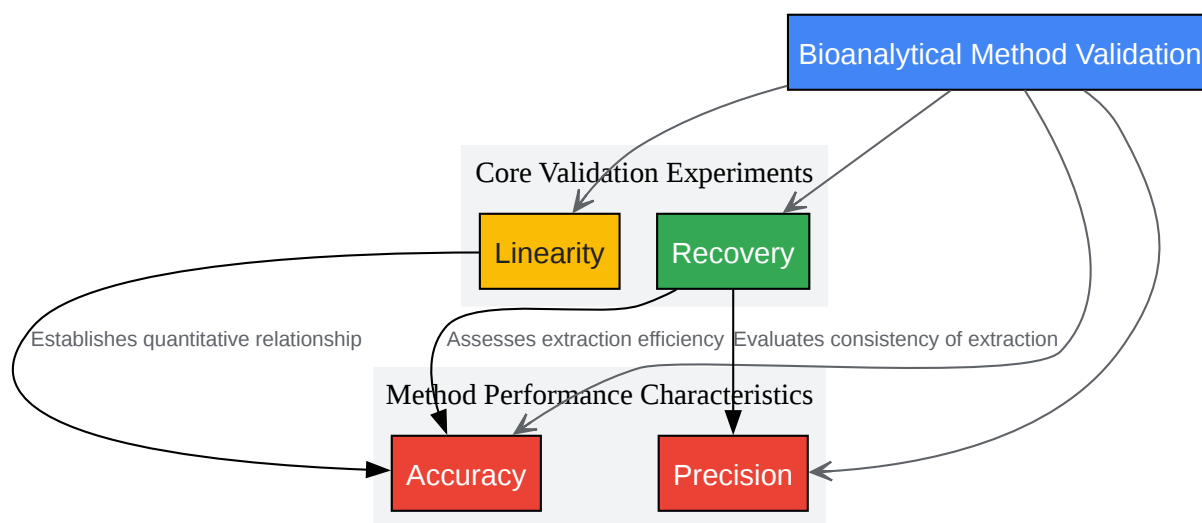 Bioanalytical Method Validation
Core Validation Experiments
Linearity
Recovery
Establishes quantitative relationship
Assesses extraction efficiency
Evaluates consistency of extraction
Method Performance Characteristics
Accuracy
Precision